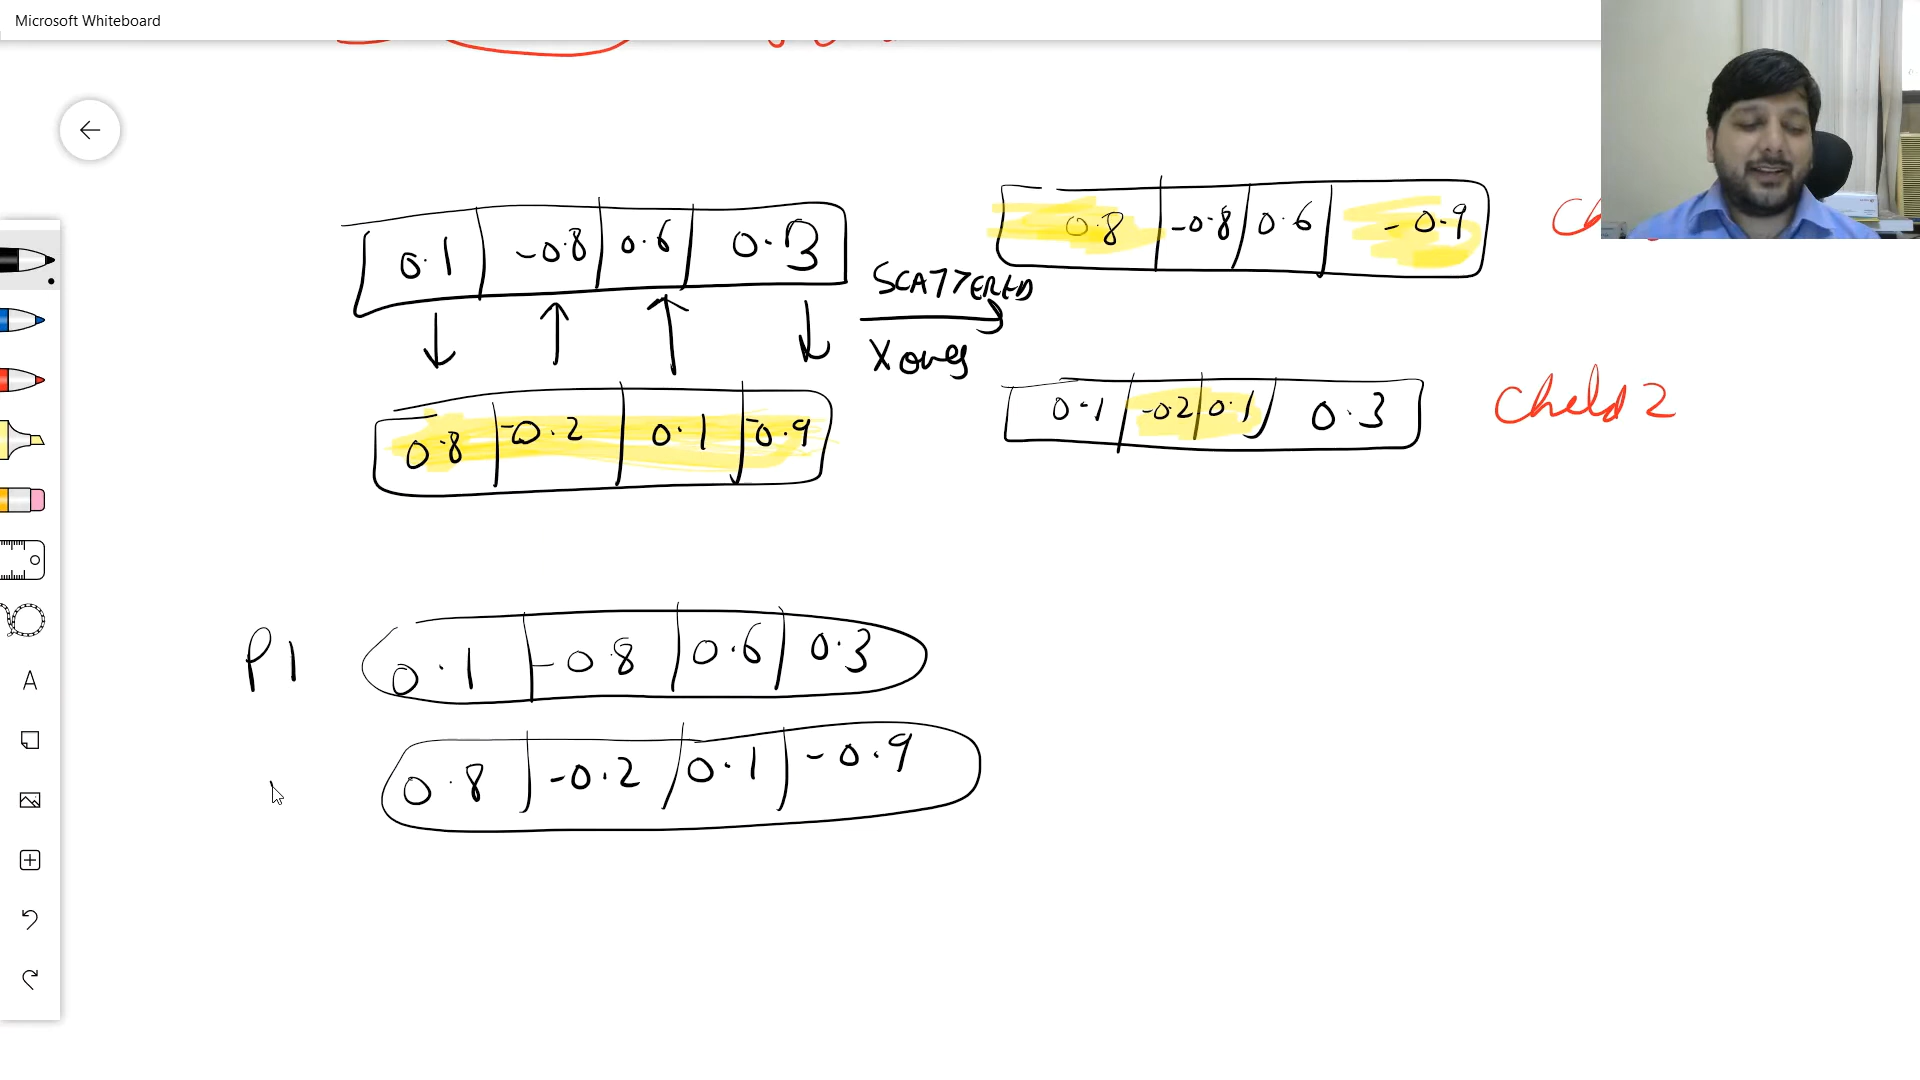 Microsoft Whiteboard
0.1 -0.8 0.6 0.3
SCATTERED
Xover
0.8 -0.2 0.1 -0.9
0.8 -0.8 0.6 -0.9
0.1 -0.2 0.1 0.3
Child 2
P1 0.1 -0.8 0.6 0.3
0.8 -0.2 0.1 -0.9
A